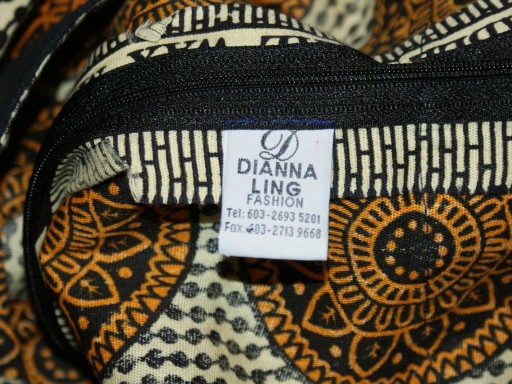 D
DIANNA
LING
FASHION
Tel: 603-2693 5201
Fax: 603-2713 9668